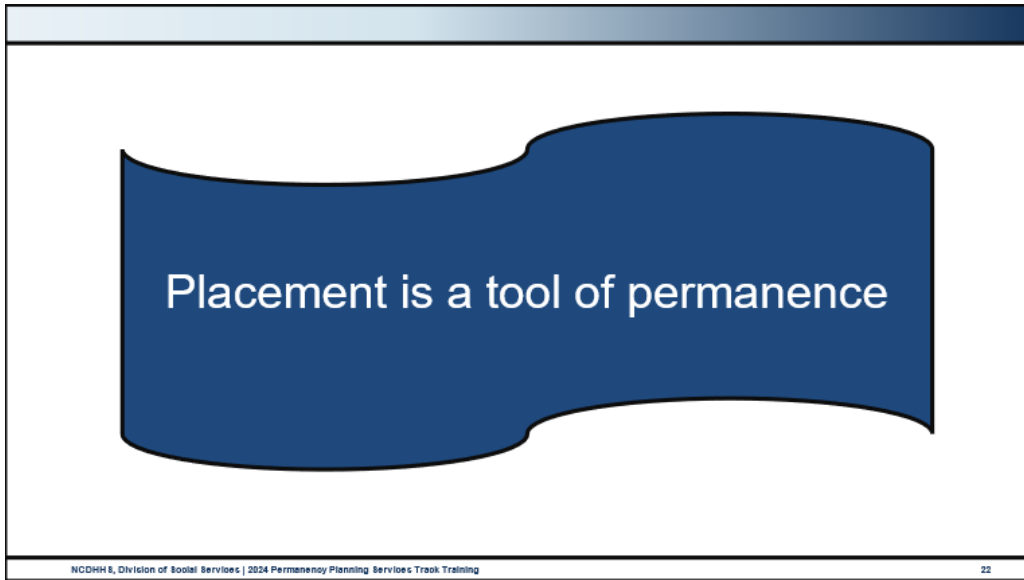 Placement is a tool of permanence
NCDHHS, Division of Social Services | 2024 Permanency Planning Services Track Training
22